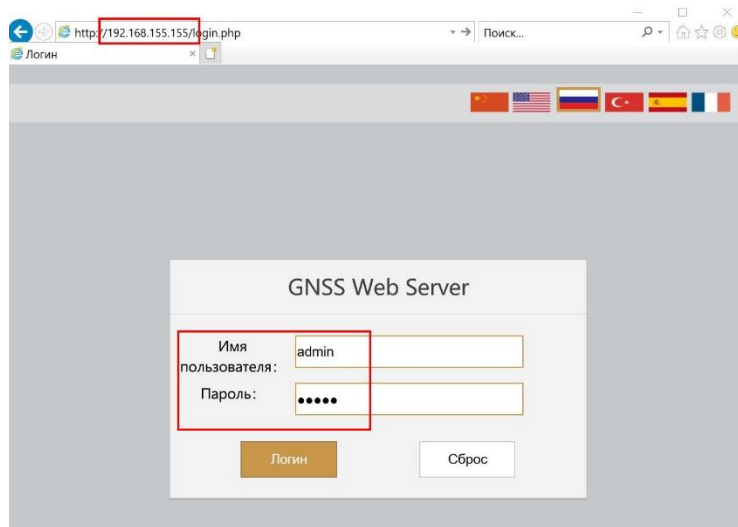 http://192.168.155.155/login.php
Поиск...
Логин
GNSS Web Server
Имя
пользователя:
admin
Пароль:
•••••
Логин
Сброс